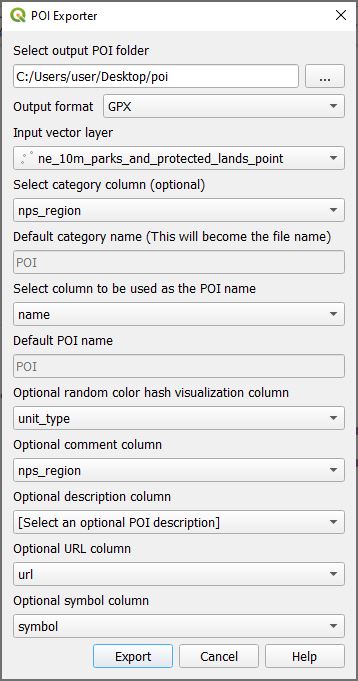 POI Exporter
Select output POI folder
C:/Users/user/Desktop/poi
...
Output format GPX
Input vector layer
ne_10m_parks_and_protected_lands_point
Select category column (optional)
nps_region
Default category name (This will become the file name)
POI
Select column to be used as the POI name
name
Default POI name
POI
Optional random color hash visualization column
unit_type
Optional comment column
nps_region
Optional description column
[Select an optional POI description]
Optional URL column
url
Optional symbol column
symbol
Export Cancel Help